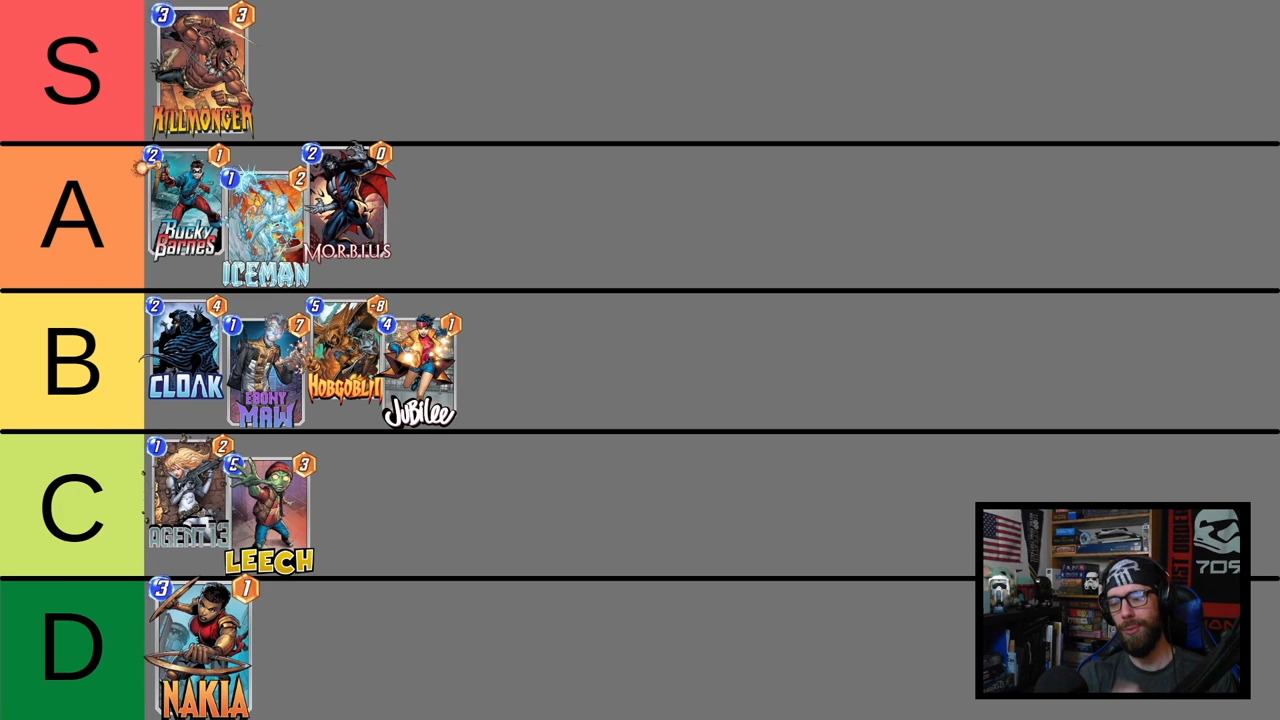 S
3 3
KILLMONGER
A
2 1
BUCKY
BARNES
1 2
ICEMAN
2 0
MORBIUS
B
2 4
CLOAK
1 7
EBONY
MAW
5 -8
HOBGOBLIN
4 1
JUBiLee
C
1 2
AGENT 13
5 3
LEECH
D
3 1
NAKIA
709